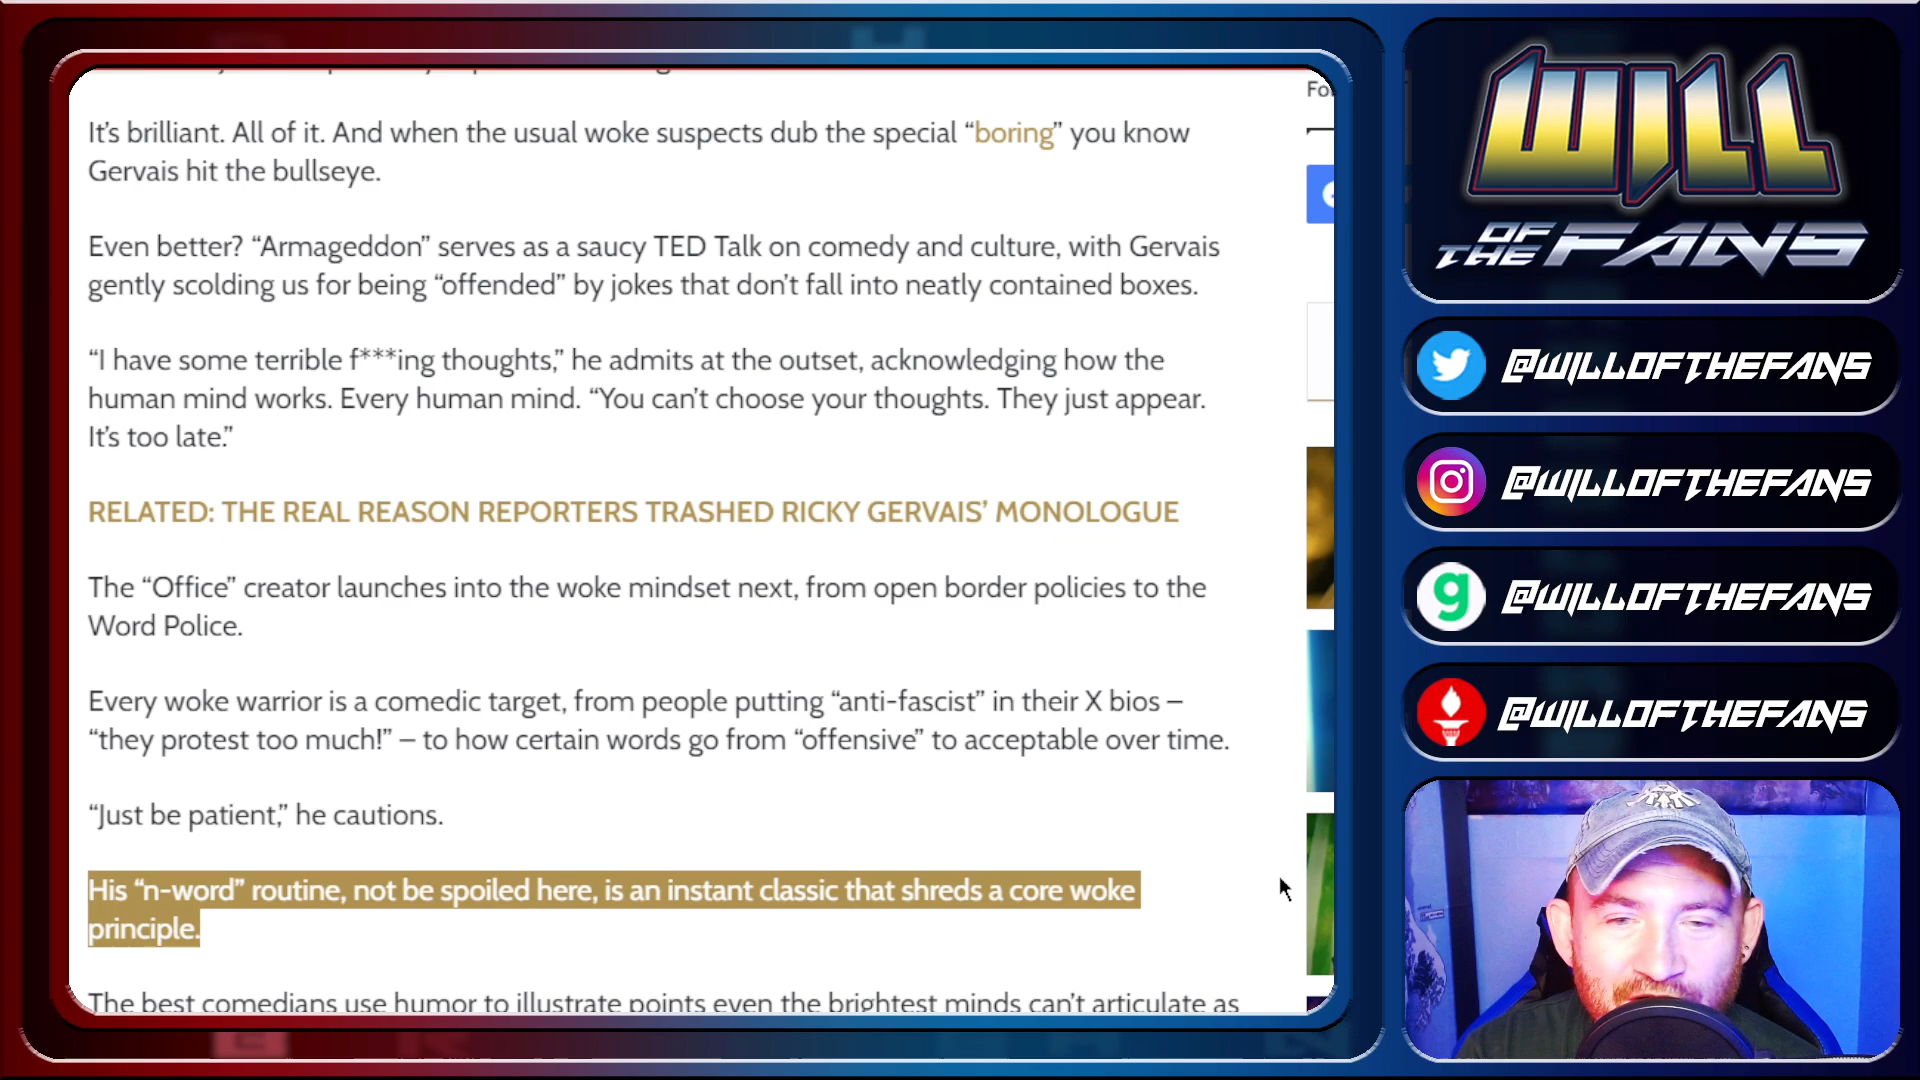 It’s brilliant. All of it. And when the usual woke suspects dub the special “boring” you know
Gervais hit the bullseye.
Even better? “Armageddon” serves as a saucy TED Talk on comedy and culture, with Gervais
gently scolding us for being “offended” by jokes that don’t fall into neatly contained boxes.
“I have some terrible f***ing thoughts,” he admits at the outset, acknowledging how the
human mind works. Every human mind. “You can’t choose your thoughts. They just appear.
It’s too late.”
RELATED: THE REAL REASON REPORTERS TRASHED RICKY GERVAIS’ MONOLOGUE
The “Office” creator launches into the woke mindset next, from open border policies to the
Word Police.
Every woke warrior is a comedic target, from people putting “anti-fascist” in their X bios –
“they protest too much!” – to how certain words go from “offensive” to acceptable over time.
“Just be patient,” he cautions.
His “n-word” routine, not be spoiled here, is an instant classic that shreds a core woke
principle.
The best comedians use humor to illustrate points even the brightest minds can’t articulate as
WILL
OF THE FANS
@WILLOFTHEFANS
@WILLOFTHEFANS
g @WILLOFTHEFANS
@WILLOFTHEFANS